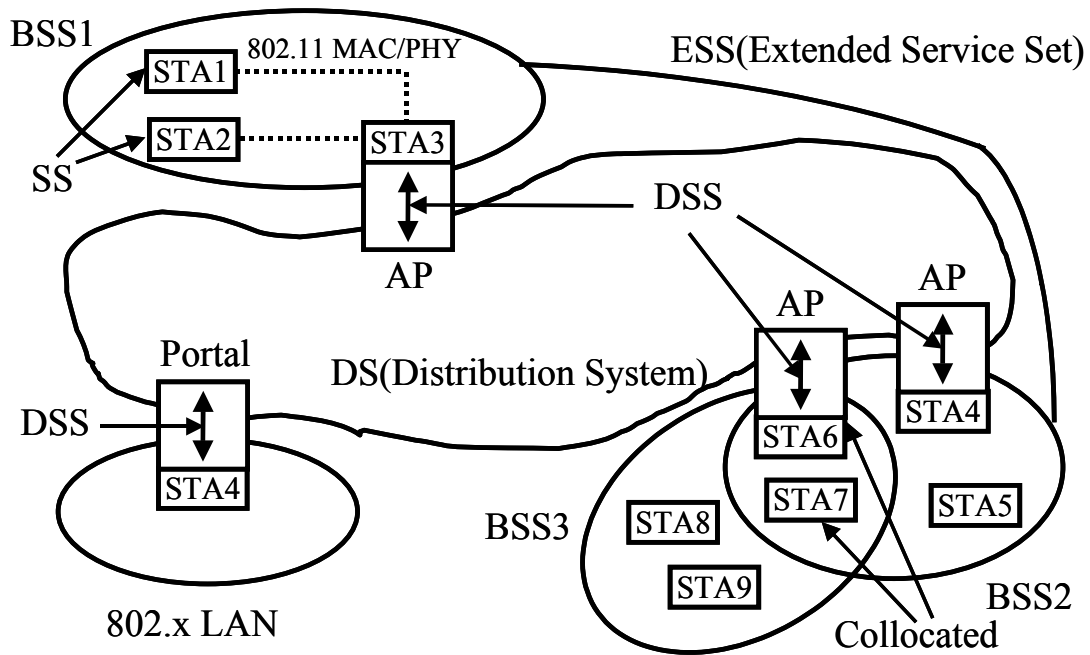 BSS1
802.11 MAC/PHY
ESS(Extended Service Set)
STA1
STA2
STA3
SS
DSS
AP
AP
AP
Portal
DS(Distribution System)
DSS
STA4
STA6
STA4
STA7
STA5
STA8
BSS3
STA9
BSS2
802.x LAN
Collocated